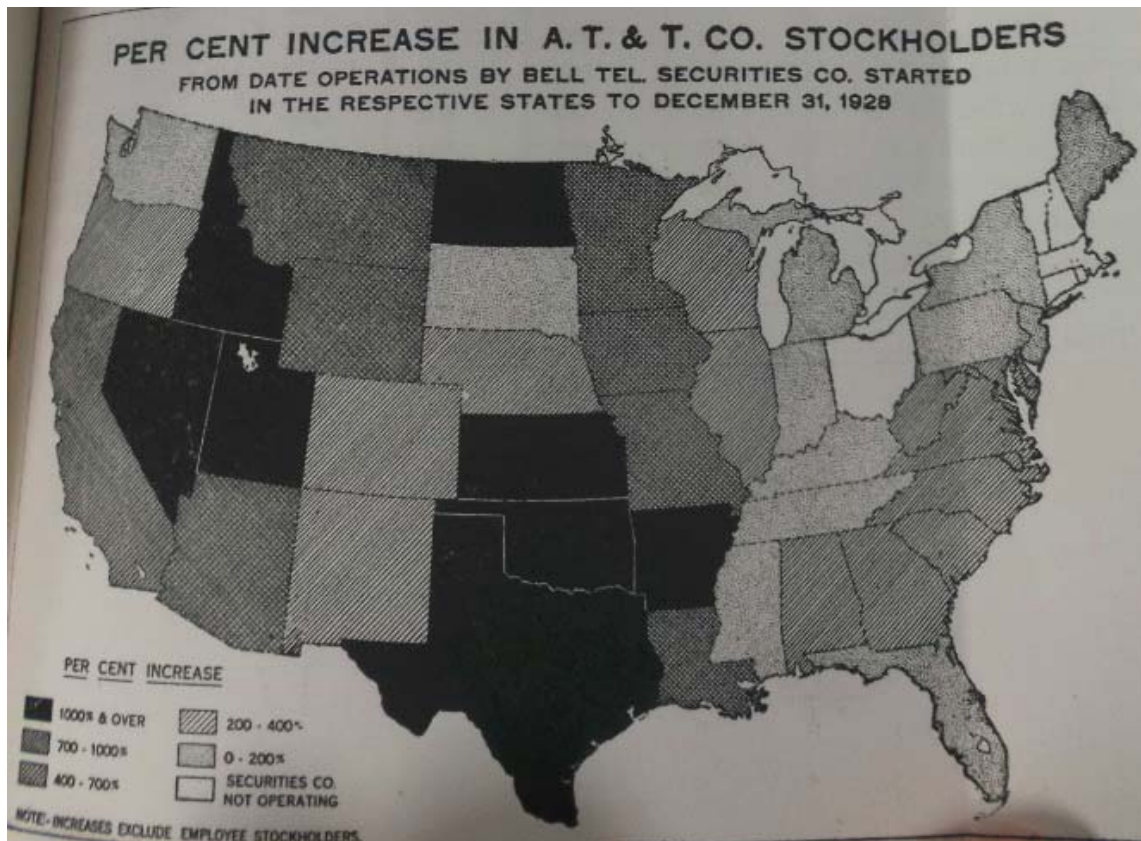 PER CENT INCREASE IN A. T. & T. CO. STOCKHOLDERS
FROM DATE OPERATIONS BY BELL TEL. SECURITIES CO. STARTED
IN THE RESPECTIVE STATES TO DECEMBER 31, 1928
PER CENT INCREASE
1000% & OVER
700 - 1000%
400 - 700%
200 - 400%
0 - 200%
SECURITIES CO.
NOT OPERATING
NOTE:- INCREASES EXCLUDE EMPLOYEE STOCKHOLDERS.